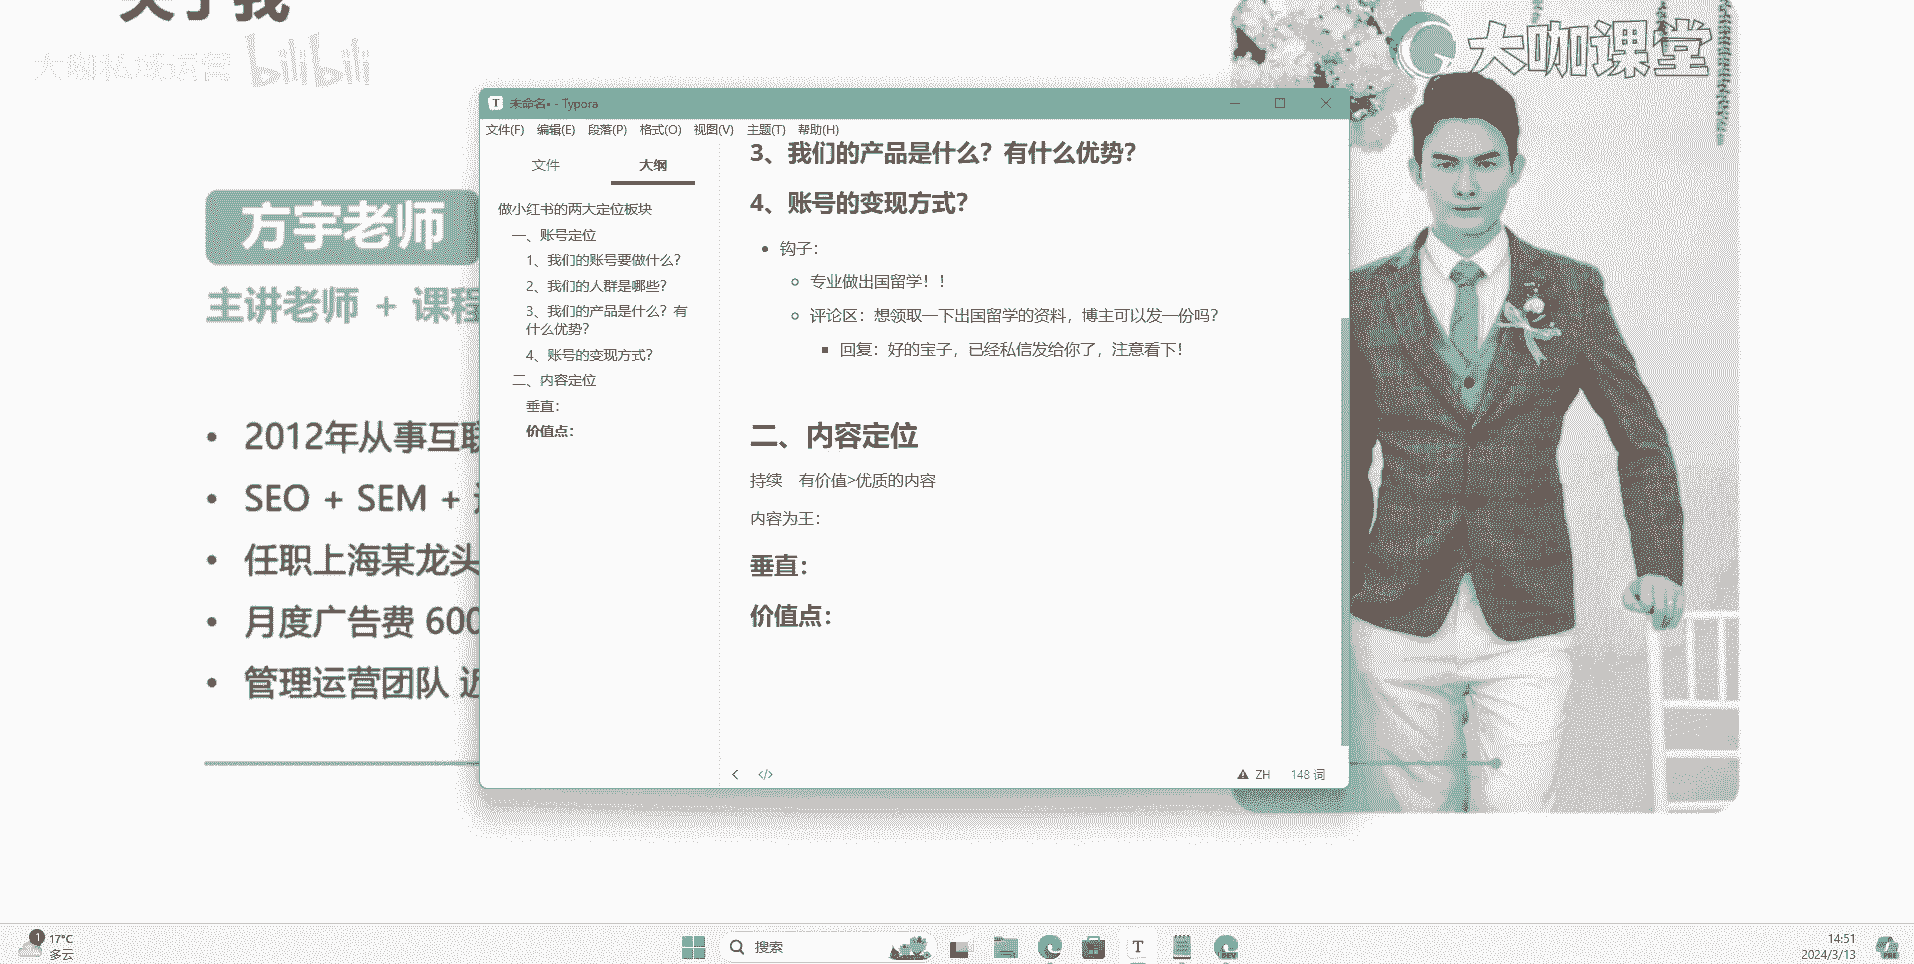 关于我
大咖私域运营 bilibili
大咖课堂
方宇老师
主讲老师 + 课程
2012年从事互联
SEO + SEM +
任职上海某龙头
月度广告费 600
管理运营团队 近
未命名• - Typora
文件(F) 编辑(E) 段落(P) 格式(O) 视图(V) 主题(T) 帮助(H)
文件 大纲
做小红书的两大定位板块
一、账号定位
1、我们的账号要做什么？
2、我们的人群是哪些？
3、我们的产品是什么？有
什么优势？
4、账号的变现方式？
二、内容定位
垂直：
价值点：
3、我们的产品是什么？有什么优势？
4、账号的变现方式？
钩子：
专业做出国留学！！
评论区：想领取一下出国留学的资料，博主可以发一份吗？
回复：好的宝子，已经私信发给你了，注意看下！
二、内容定位
持续 有价值>优质的内容
内容为王：
垂直：
价值点：
ZH 148 词
1
17°C
多云
搜索
T
DEV
14:51
2024/3/13
PRE